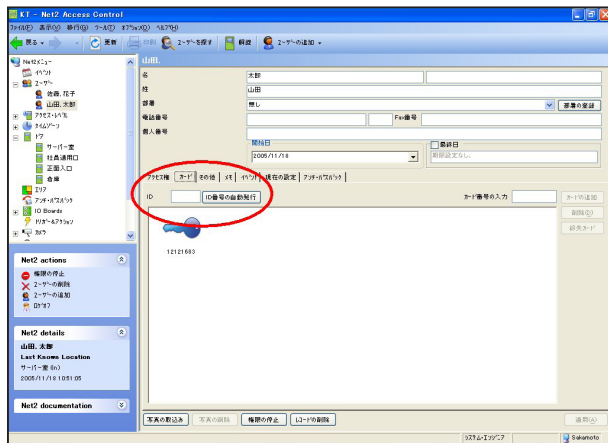 KT - Net2 Access Control
ファイル(F) 表示(V) 移行(G) ツール(T) オプション(O) ヘルプ(H)
戻る 更新 印刷 ユーザーを探す 解錠 ユーザーの追加
Net2メニュー
イベント
ユーザー
佐藤, 花子
山田, 太郎
アクセス・レベル
タイムゾーン
ドア
サーバー室
社員通用口
正面入口
倉庫
エリア
アンチ・パスバック
IO Boards
トリガー&アクション
カメラ
Net2 actions
権限の停止
ユーザーの削除
ユーザーの追加
ログオフ
Net2 details
山田, 太郎
Last Known Location
サーバー室 (In)
2005/11/18 10:51:05
Net2 documentation
山田,
名 太郎
姓 山田
部署 無し 部署の登録
電話番号 Fax番号
個人番号
開始日 最終日
2005/11/18 期限設定なし.
アクセス権 カード その他 メモ イベント 現在の設定 アンチ・パスバック
ID ID番号の自動発行 カード番号の入力 カードの追加
削除(D)
紛失カード
12121683
写真の取込み 写真の削除 権限の停止 レコードの削除 適用(A)
システム・エンジニア Sakamoto